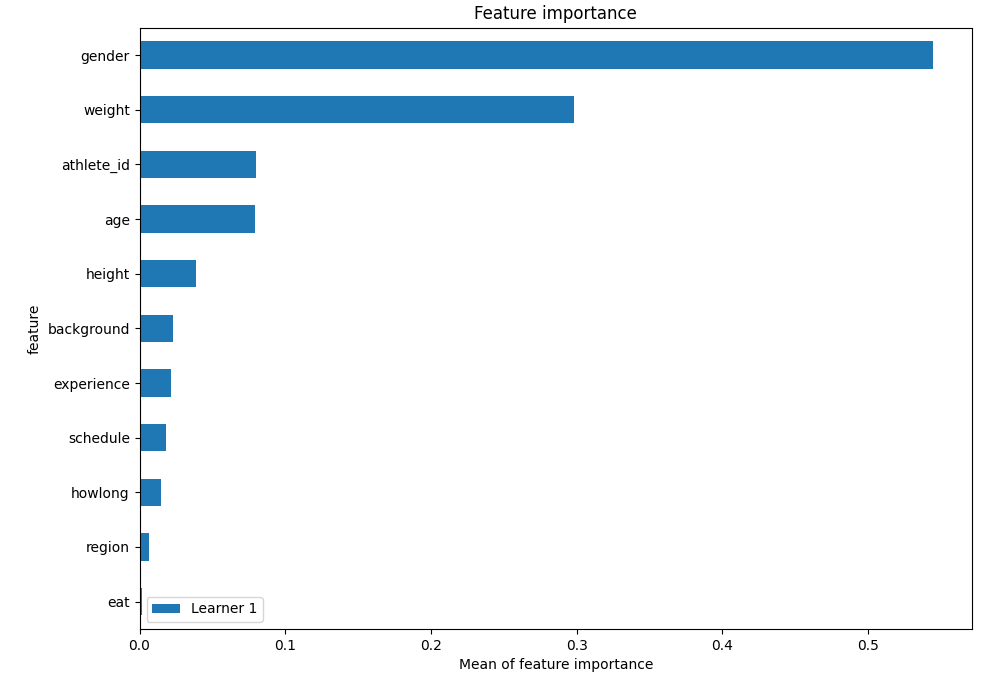 Feature importance
gender
weight
athlete_id
age
height
background
experience
schedule
howlong
region
eat
feature
Learner 1
0.0 0.1 0.2 0.3 0.4 0.5
Mean of feature importance